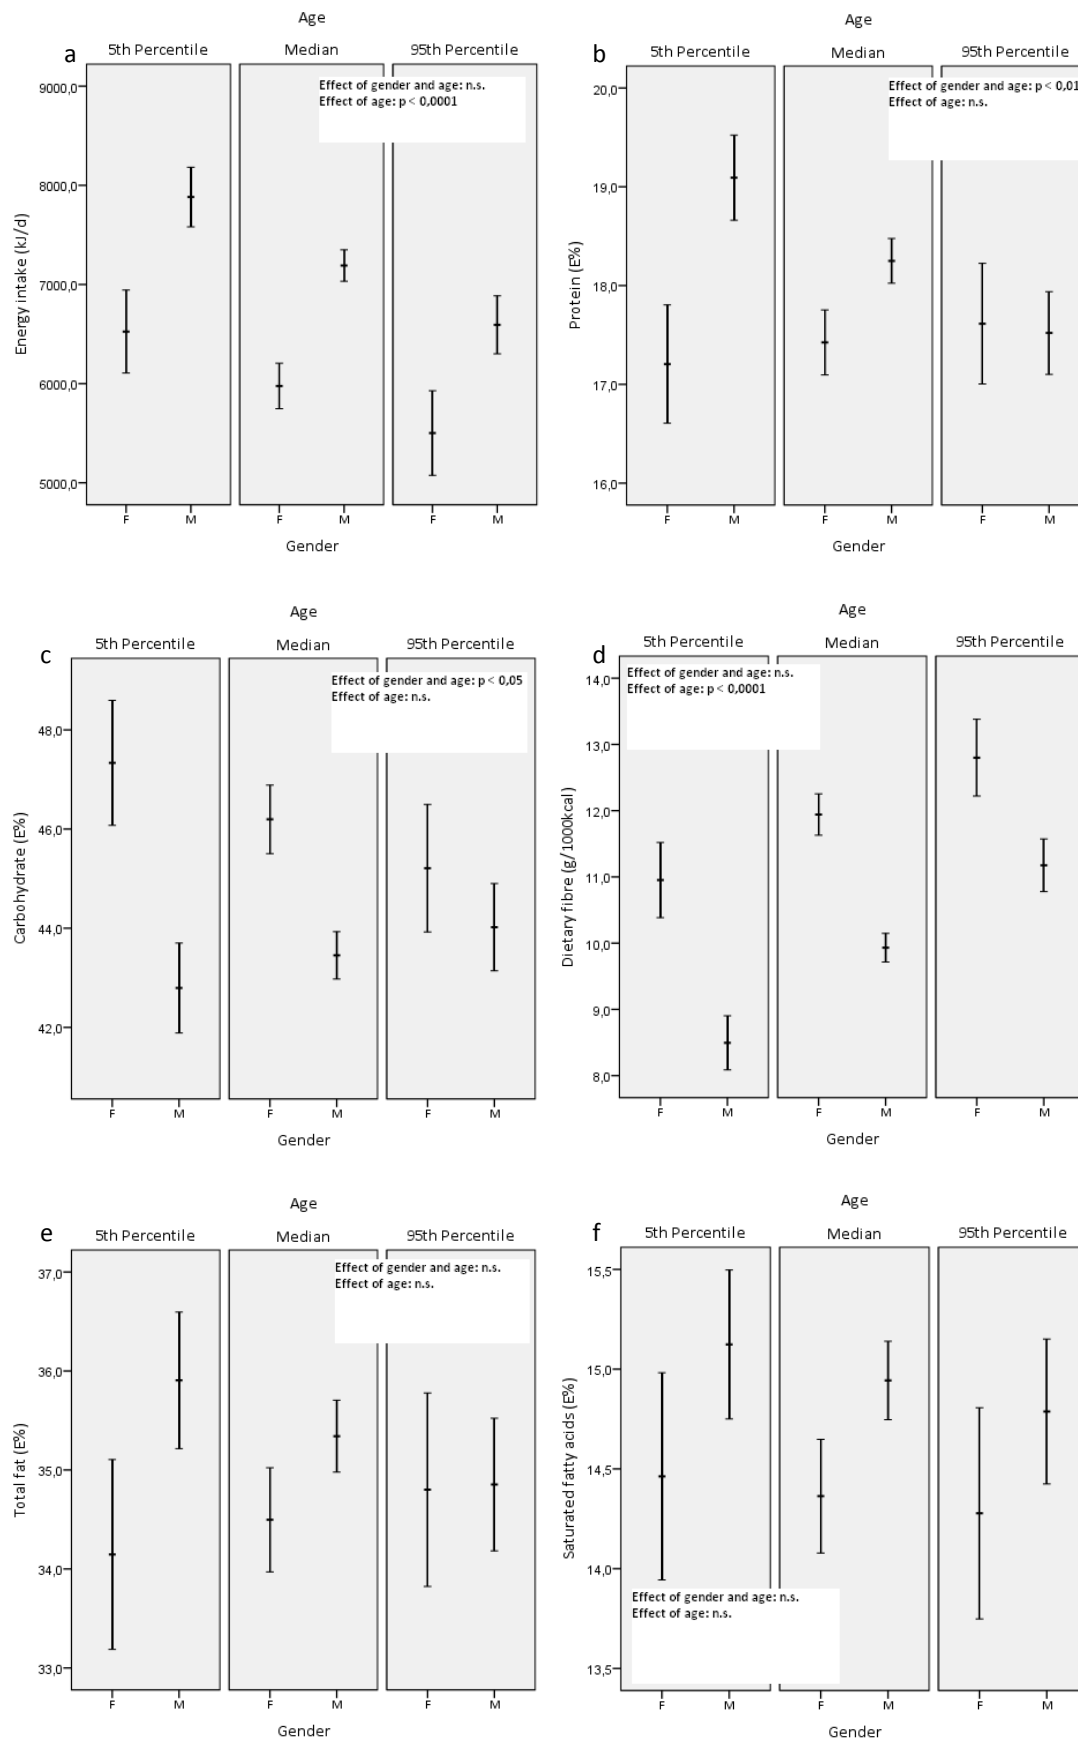 Age
a
5th Percentile
Median
95th Percentile
Effect of gender and age: n.s.
Effect of age: p < 0,0001
Energy intake (kJ/d)
9000,0
8000,0
7000,0
6000,0
5000,0
F
M
F
M
F
M
Gender
Age
b
5th Percentile
Median
95th Percentile
Effect of gender and age: p < 0,01
Effect of age: n.s.
Protein (E%)
20,0
19,0
18,0
17,0
16,0
F
M
F
M
F
M
Gender
Age
c
5th Percentile
Median
95th Percentile
Effect of gender and age: p < 0,05
Effect of age: n.s.
Carbohydrate (E%)
48,0
46,0
44,0
42,0
F
M
F
M
F
M
Gender
Age
d
5th Percentile
Median
95th Percentile
Effect of gender and age: n.s.
Effect of age: p < 0,0001
Dietary fibre (g/1000kcal)
14,0
13,0
12,0
11,0
10,0
9,0
8,0
F
M
F
M
F
M
Gender
Age
e
5th Percentile
Median
95th Percentile
Effect of gender and age: n.s.
Effect of age: n.s.
Total fat (E%)
37,0
36,0
35,0
34,0
33,0
F
M
F
M
F
M
Gender
Age
f
5th Percentile
Median
95th Percentile
Saturated fatty acids (E%)
15,5
15,0
14,5
14,0
13,5
Effect of gender and age: n.s.
Effect of age: n.s.
F
M
F
M
F
M
Gender